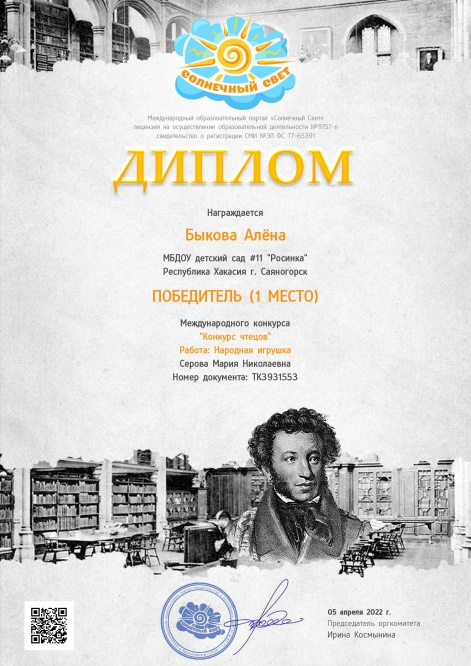 СОЛНЕЧНЫЙ СВЕТ
Международный образовательный портал «Солнечный Свет»
лицензия на осуществление образовательной деятельности №9757-л
свидетельство о регистрации СМИ №ЭЛ ФС 77-65391
ДИПЛОМ
Награждается
Быкова Алёна
МБДОУ детский сад #11 "Росинка"
Республика Хакасия г. Саяногорск
ПОБЕДИТЕЛЬ (1 МЕСТО)
Международного конкурса
"Конкурс чтецов"
Работа: Народная игрушка
Серова Мария Николаевна
Номер документа: ТК3931553
СОЛНЕЧНЫЙ СВЕТ
05 апреля 2022 г.
Председатель оргкомитета
Ирина Космынина